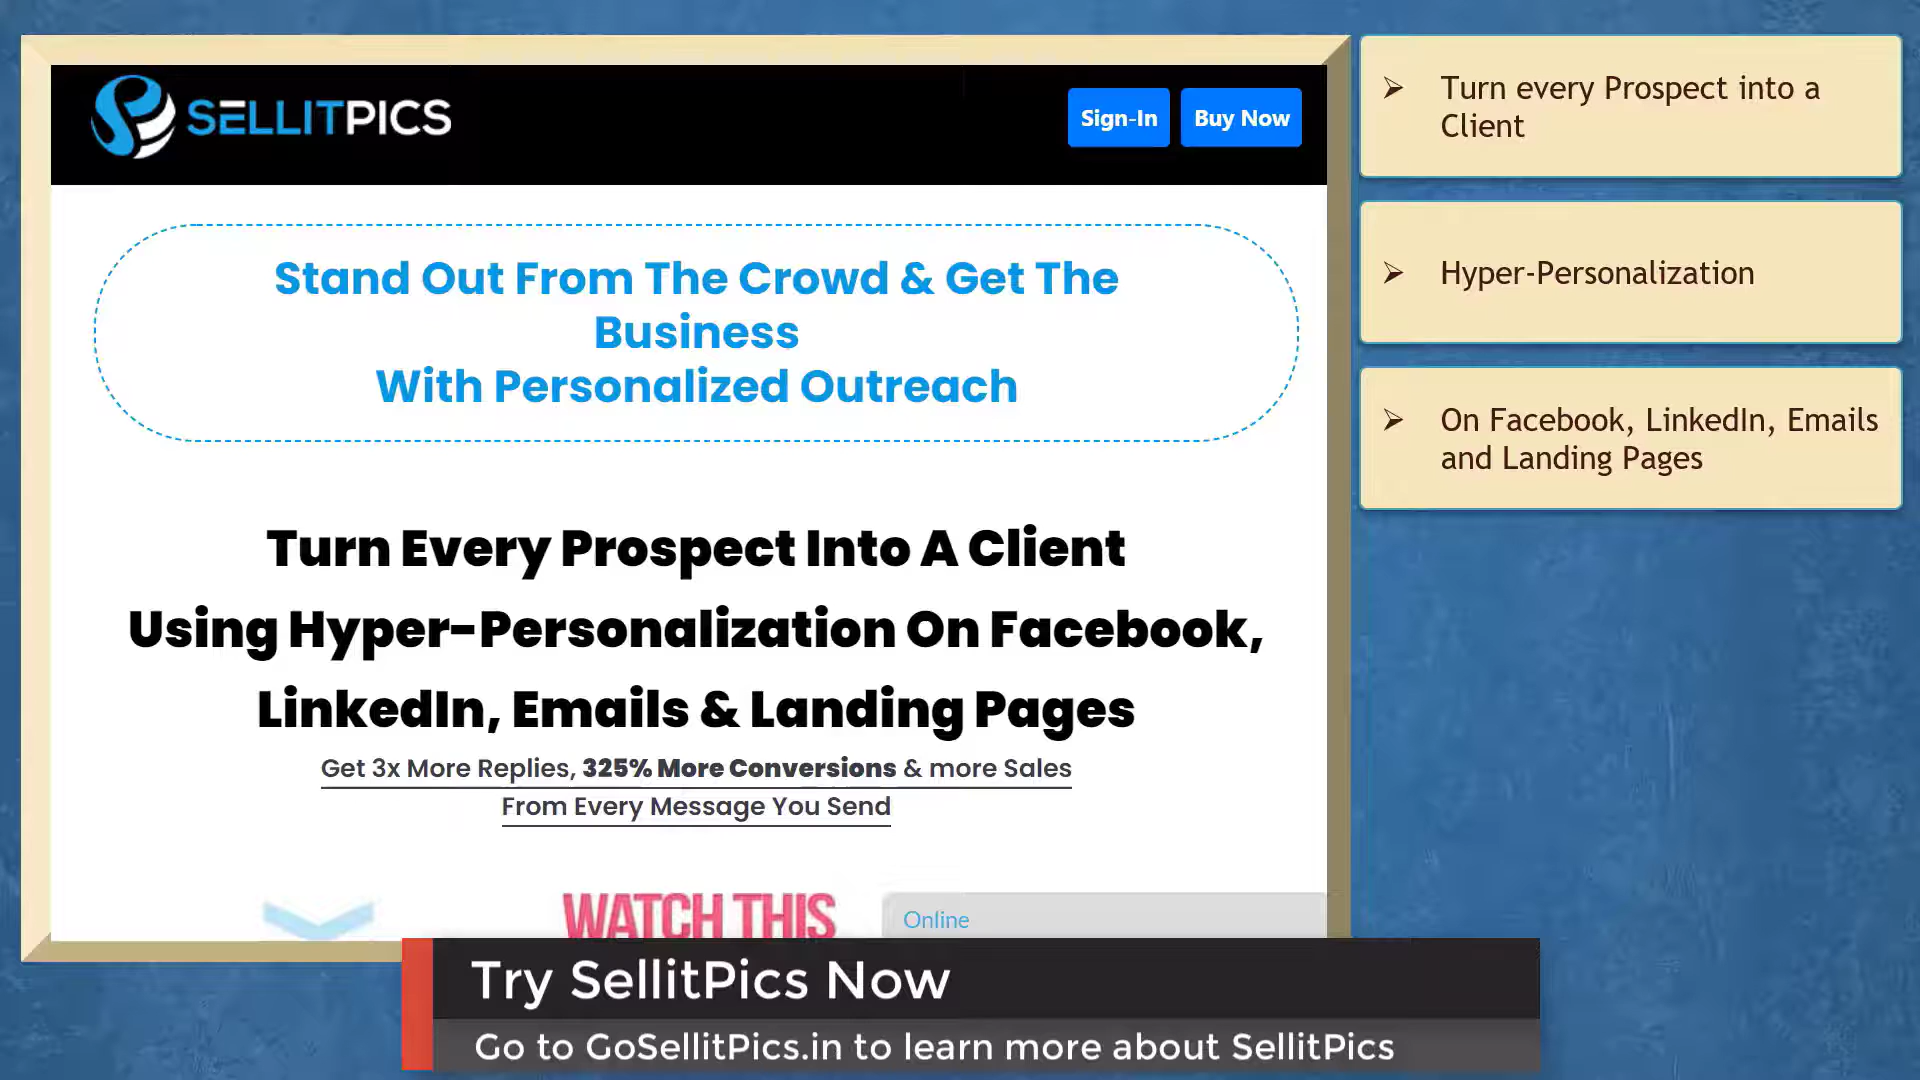 SELLITPICS
Sign-In
Buy Now
Stand Out From The Crowd & Get The
Business
With Personalized Outreach
Turn Every Prospect Into A Client
Using Hyper-Personalization On Facebook,
LinkedIn, Emails & Landing Pages
Get 3x More Replies, 325% More Conversions & more Sales
From Every Message You Send
WATCH THIS
Online
Turn every Prospect into a
Client
Hyper-Personalization
On Facebook, LinkedIn, Emails
and Landing Pages
Try SellitPics Now
Go to GoSellitPics.in to learn more about SellitPics